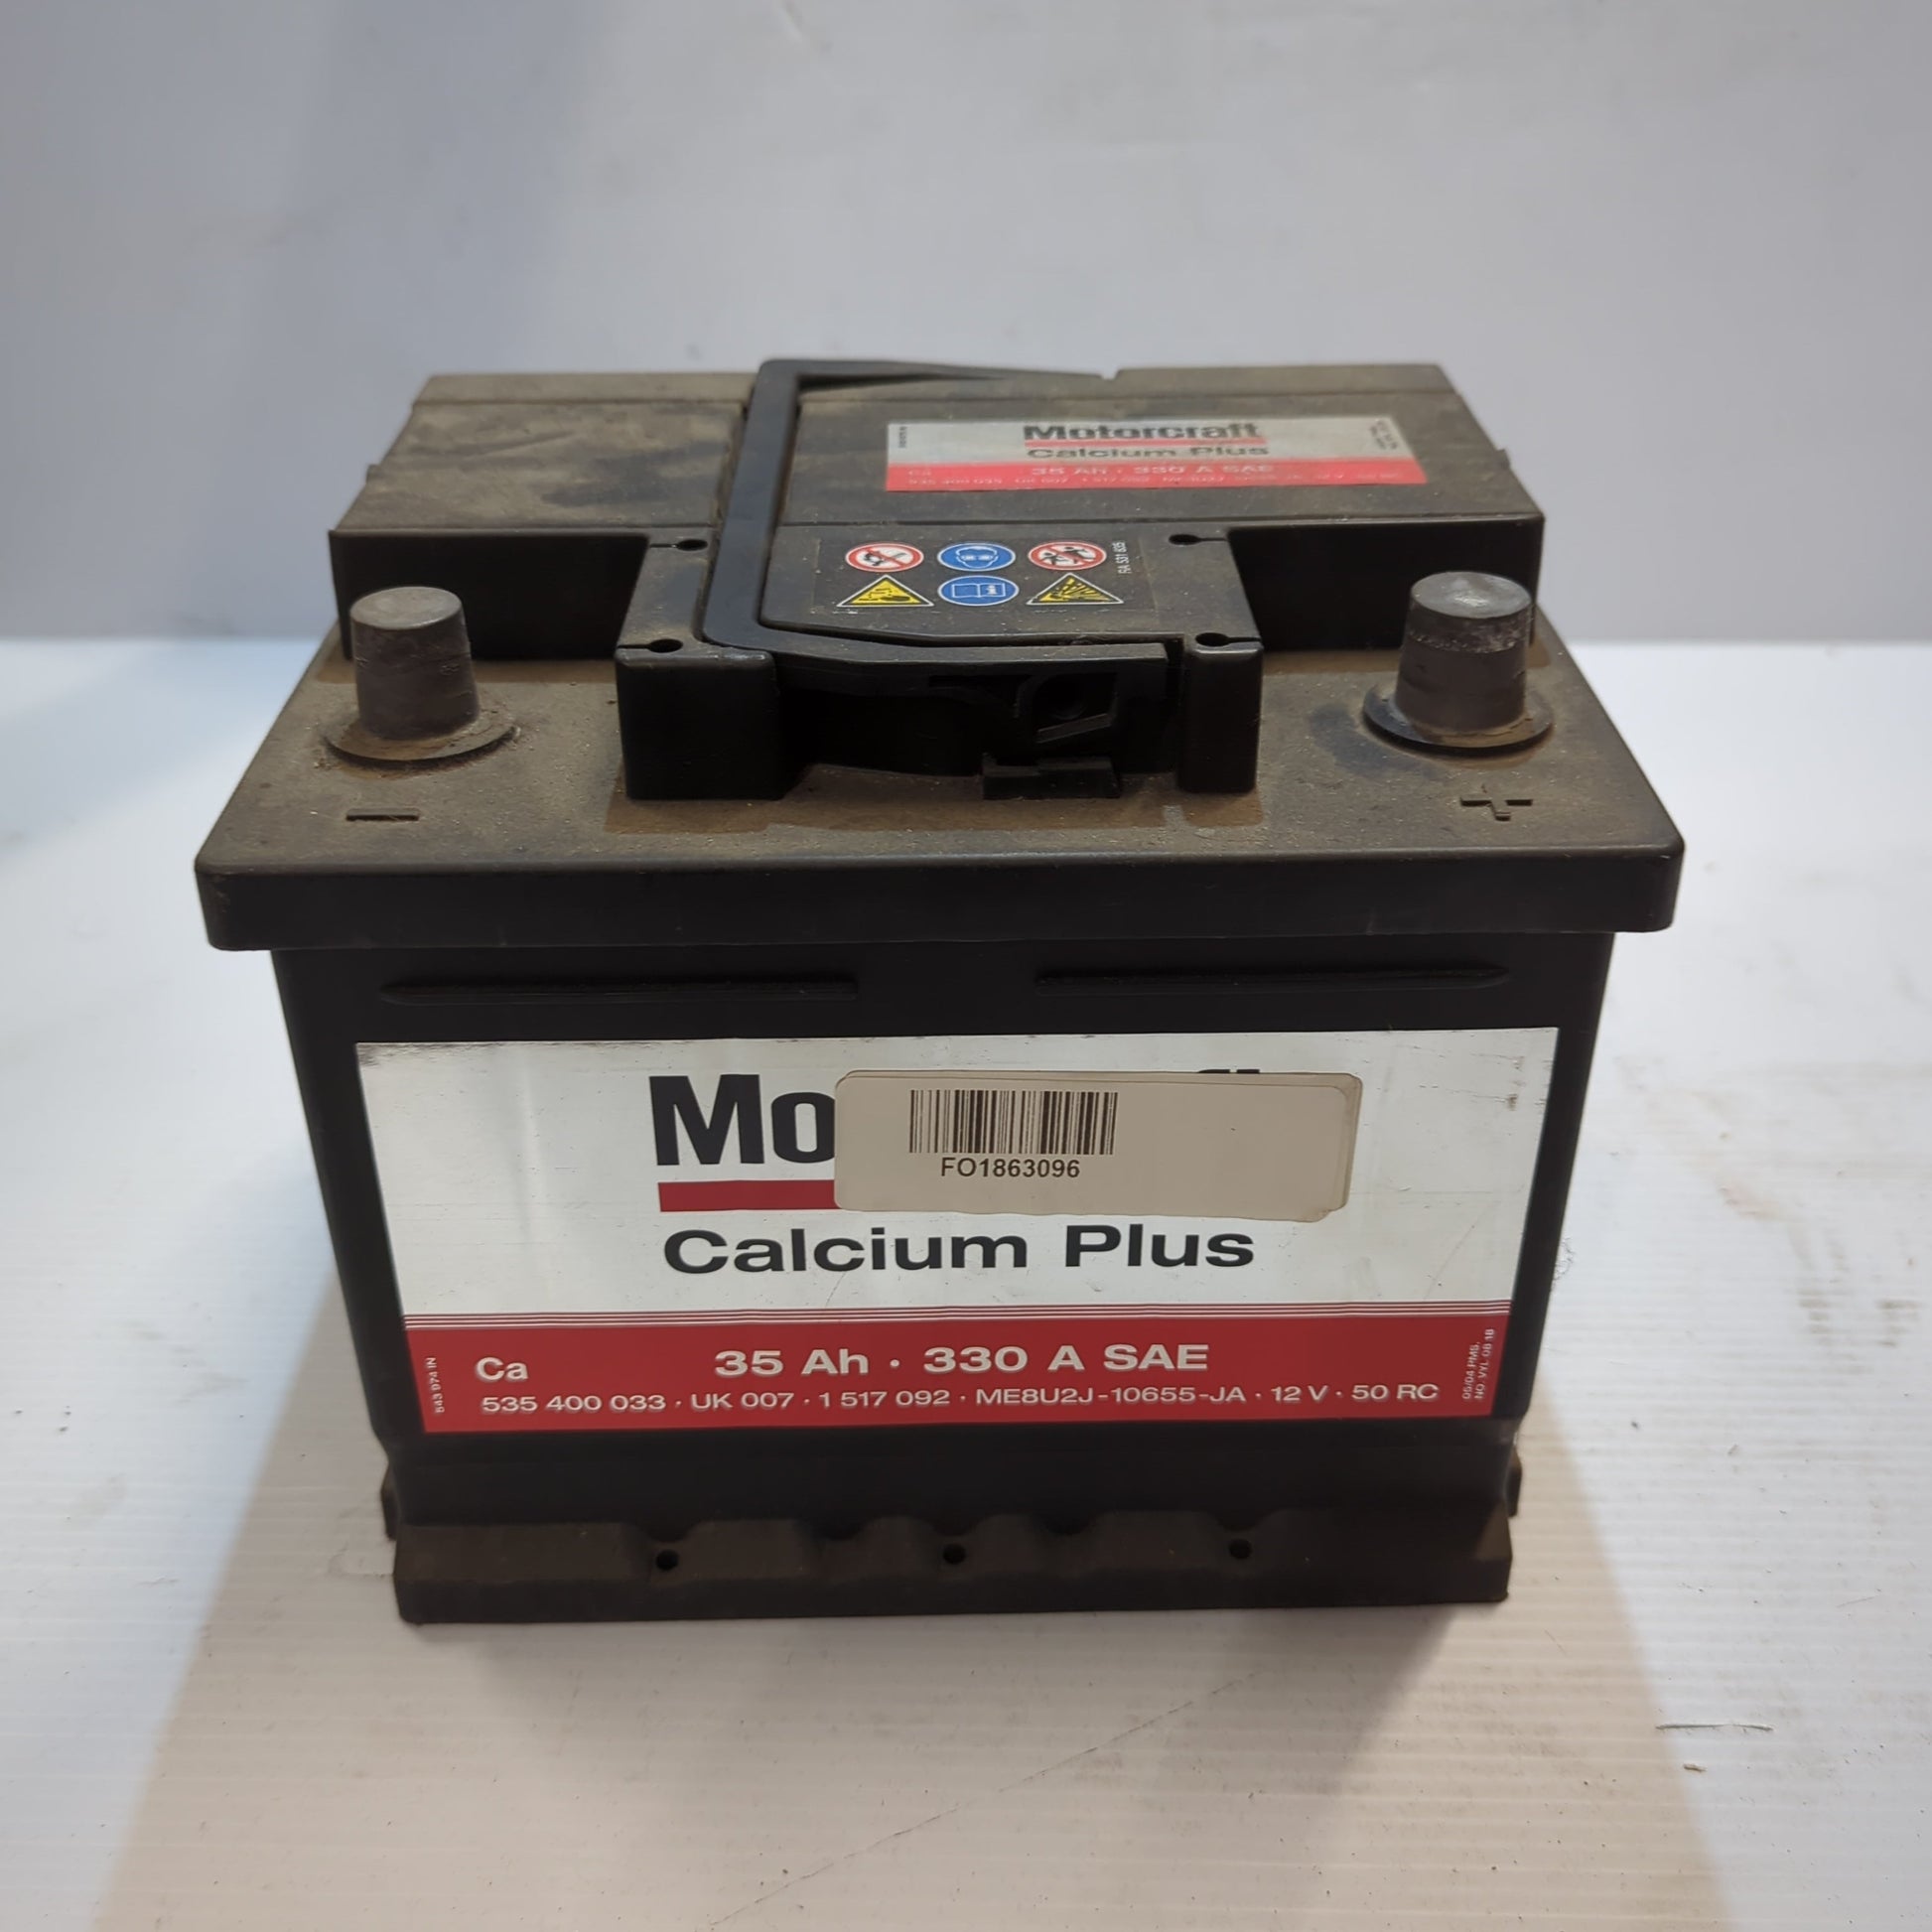 Motorcraft
Calcium Plus
35 Ah · 330 A SAE
Mo
FO1863096
Calcium Plus
Ca
35 Ah · 330 A SAE
535 400 033 · UK 007 · 1 517 092 · ME8U2J-10655-JA · 12 V · 50 RC